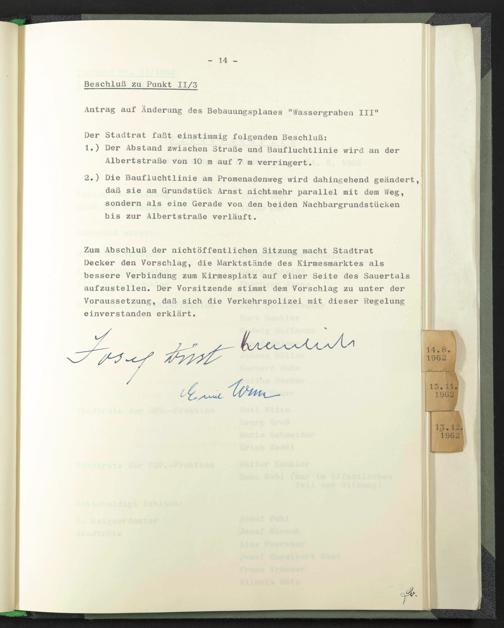 - 14 -
Beschluß zu Punkt II/3
Antrag auf Änderung des Bebauungsplanes "Wassergraben III"
Der Stadtrat faßt einstimmig folgenden Beschluß:
1.) Der Abstand zwischen Straße und Baufluchtlinie wird an der
Albertstraße von 10 m auf 7 m verringert.
2.) Die Baufluchtlinie am Promenadenweg wird dahingehend geändert,
daß sie am Grundstück Arnst nichtmehr parallel mit dem Weg,
sondern als eine Gerade von den beiden Nachbargrundstücken
bis zur Albertstraße verläuft.
Zum Abschluß der nichtöffentlichen Sitzung macht Stadtrat
Decker den Vorschlag, die Marktstände des Kirmesmarktes als
bessere Verbindung zum Kirmesplatz auf einer Seite des Sauertals
aufzustellen. Der Vorsitzende stimmt dem Vorschlag zu unter der
Voraussetzung, daß sich die Verkehrspolizei mit dieser Regelung
einverstanden erklärt.
Josef
14.8.
1962
13.11.
1962
13.12.
1962